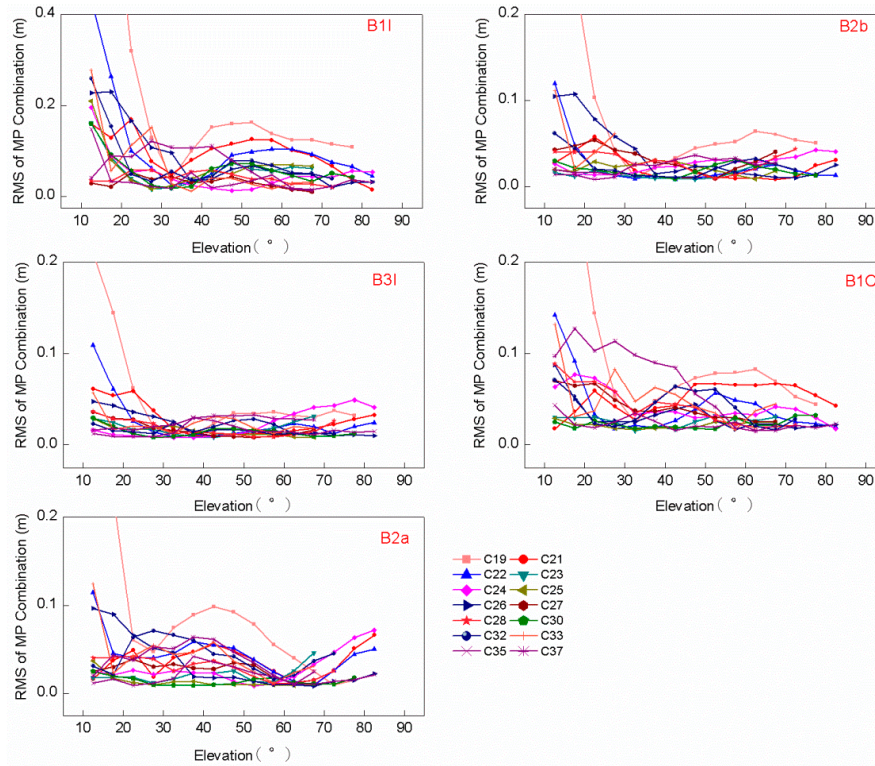 B1I
RMS of MP Combination (m)
0.4
0.2
0.0
10 20 30 40 50 60 70 80 90
Elevation( ° )
B2b
RMS of MP Combination (m)
0.2
0.1
0.0
10 20 30 40 50 60 70 80 90
Elevation( ° )
B3I
RMS of MP Combination (m)
0.2
0.1
0.0
10 20 30 40 50 60 70 80 90
Elevation( ° )
B1C
RMS of MP Combination (m)
0.2
0.1
0.0
10 20 30 40 50 60 70 80 90
Elevation( ° )
B2a
RMS of MP Combination (m)
0.2
0.1
0.0
10 20 30 40 50 60 70 80 90
Elevation( ° )
C19 C21
C22 C23
C24 C25
C26 C27
C28 C30
C32 C33
C35 C37